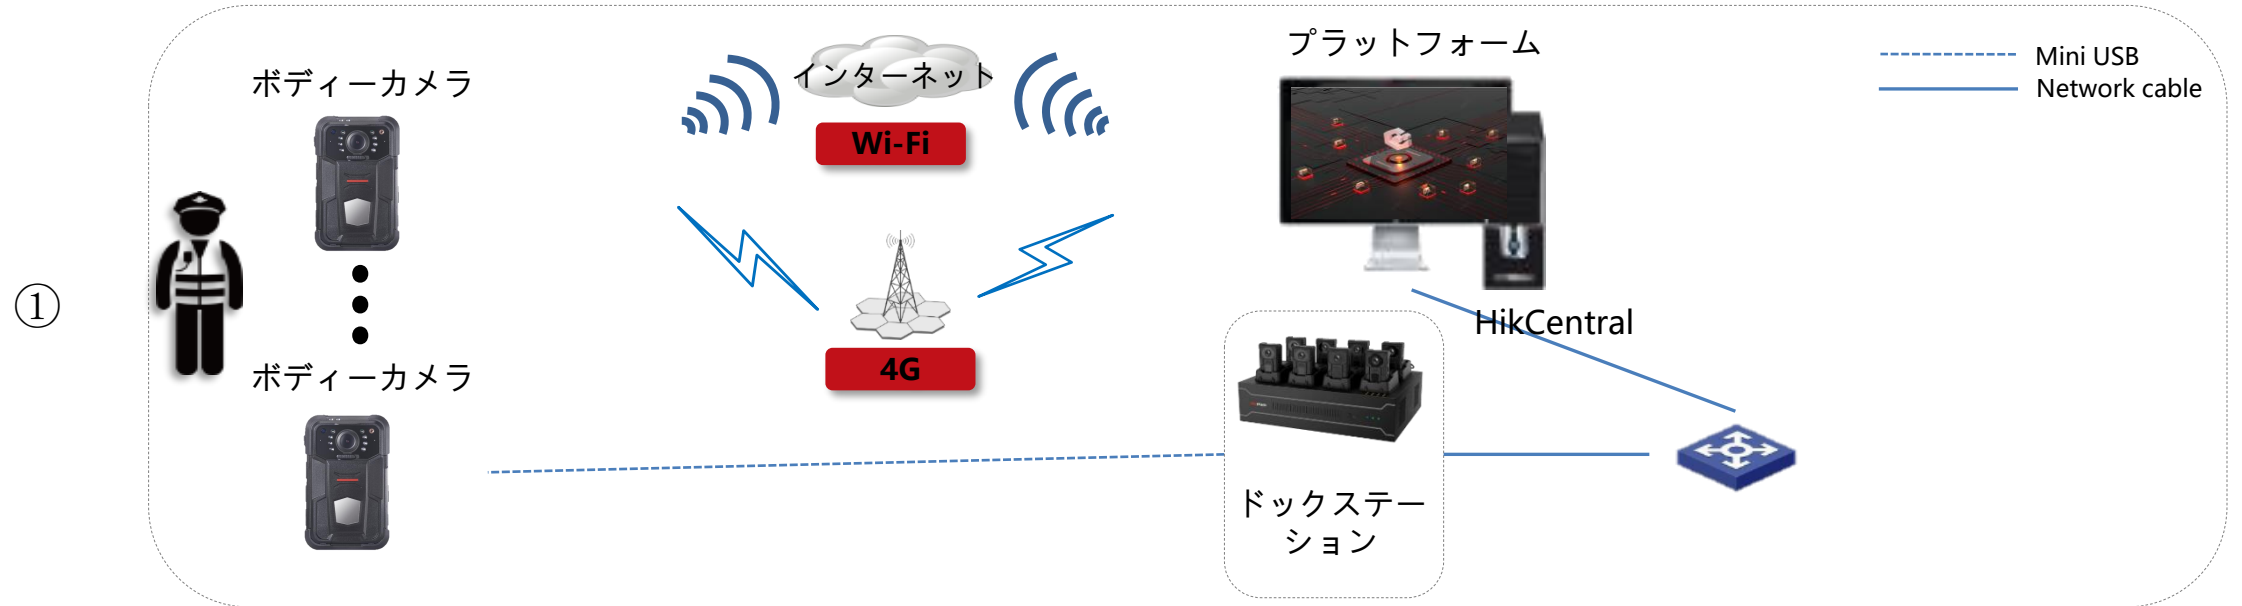 ①
ボディーカメラ
インターネット
Wi-Fi
プラットフォーム
Mini USB
Network cable
4G
HikCentral
ボディーカメラ
ドックステー
ション